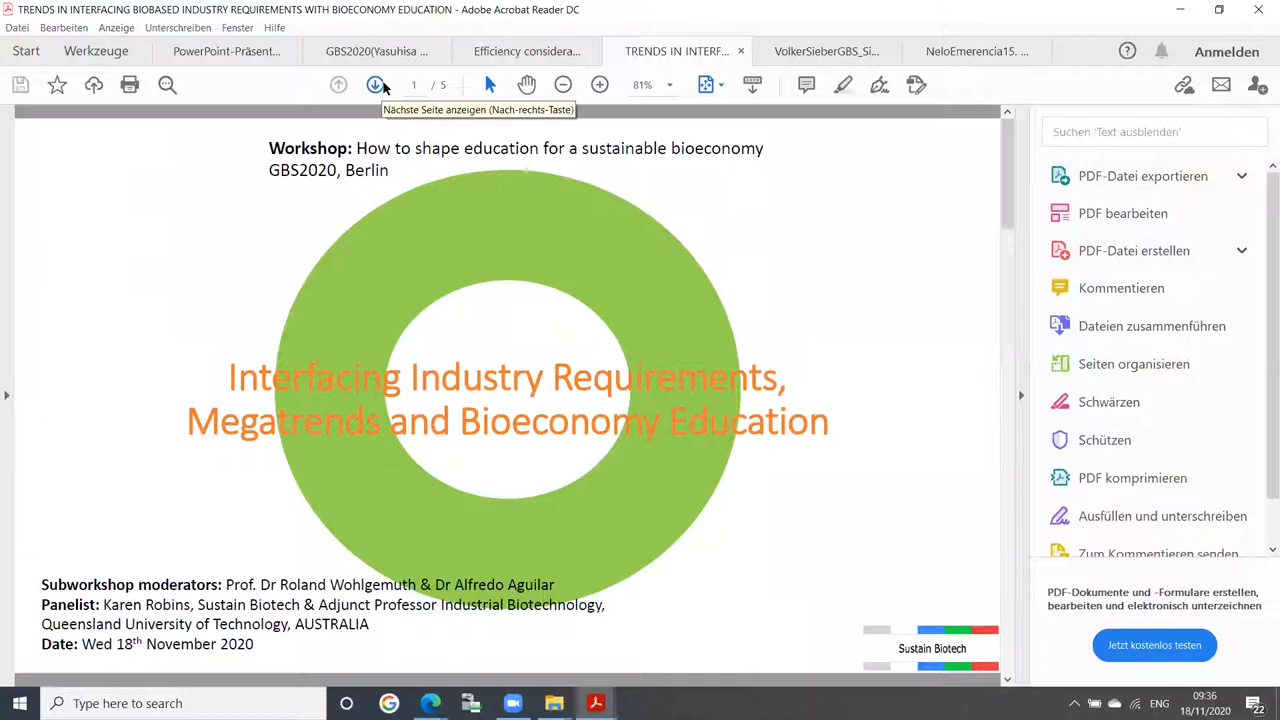 TRENDS IN INTERFACING BIOBASED INDUSTRY REQUIREMENTS WITH BIOECONOMY EDUCATION - Adobe Acrobat Reader DC
Datei Bearbeiten Anzeige Unterschreiben Fenster Hilfe
Start Werkzeuge PowerPoint-Präsent... GBS2020(Yasuhisa ... Efficiency considera... TRENDS IN INTERF... × VolkerSieberGBS_Si... NeloEmerencia15. ... Anmelden
1 / 5 81%
Nächste Seite anzeigen (Nach-rechts-Taste)
Workshop: How to shape education for a sustainable bioeconomy
GBS2020, Berlin
Interfacing Industry Requirements,
Megatrends and Bioeconomy Education
Subworkshop moderators: Prof. Dr Roland Wohlgemuth & Dr Alfredo Aguilar
Panelist: Karen Robins, Sustain Biotech & Adjunct Professor Industrial Biotechnology,
Queensland University of Technology, AUSTRALIA
Date: Wed 18th November 2020
Sustain Biotech
Suchen 'Text ausblenden'
PDF-Datei exportieren
PDF bearbeiten
PDF-Datei erstellen
Kommentieren
Dateien zusammenführen
Seiten organisieren
Schwärzen
Schützen
PDF komprimieren
Ausfüllen und unterschreiben
Zum Kommentieren senden
PDF-Dokumente und -Formulare erstellen,
bearbeiten und elektronisch unterzeichnen
Jetzt kostenlos testen
Type here to search
ENG
09:36
18/11/2020
22